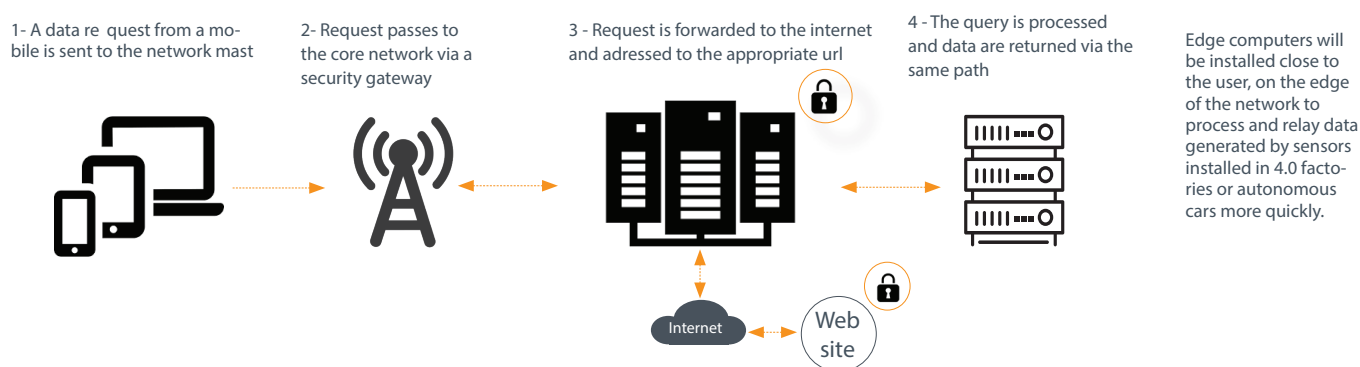 1- A data re quest from a mo-
bile is sent to the network mast
2- Request passes to
the core network via a
security gateway
3 - Request is forwarded to the internet
and adressed to the appropriate url
4 - The query is processed
and data are returned via the
same path
Edge computers will
be installed close to
the user, on the edge
of the network to
process and relay data
generated by sensors
installed in 4.0 facto-
ries or autonomous
cars more quickly.
Internet
Web
site